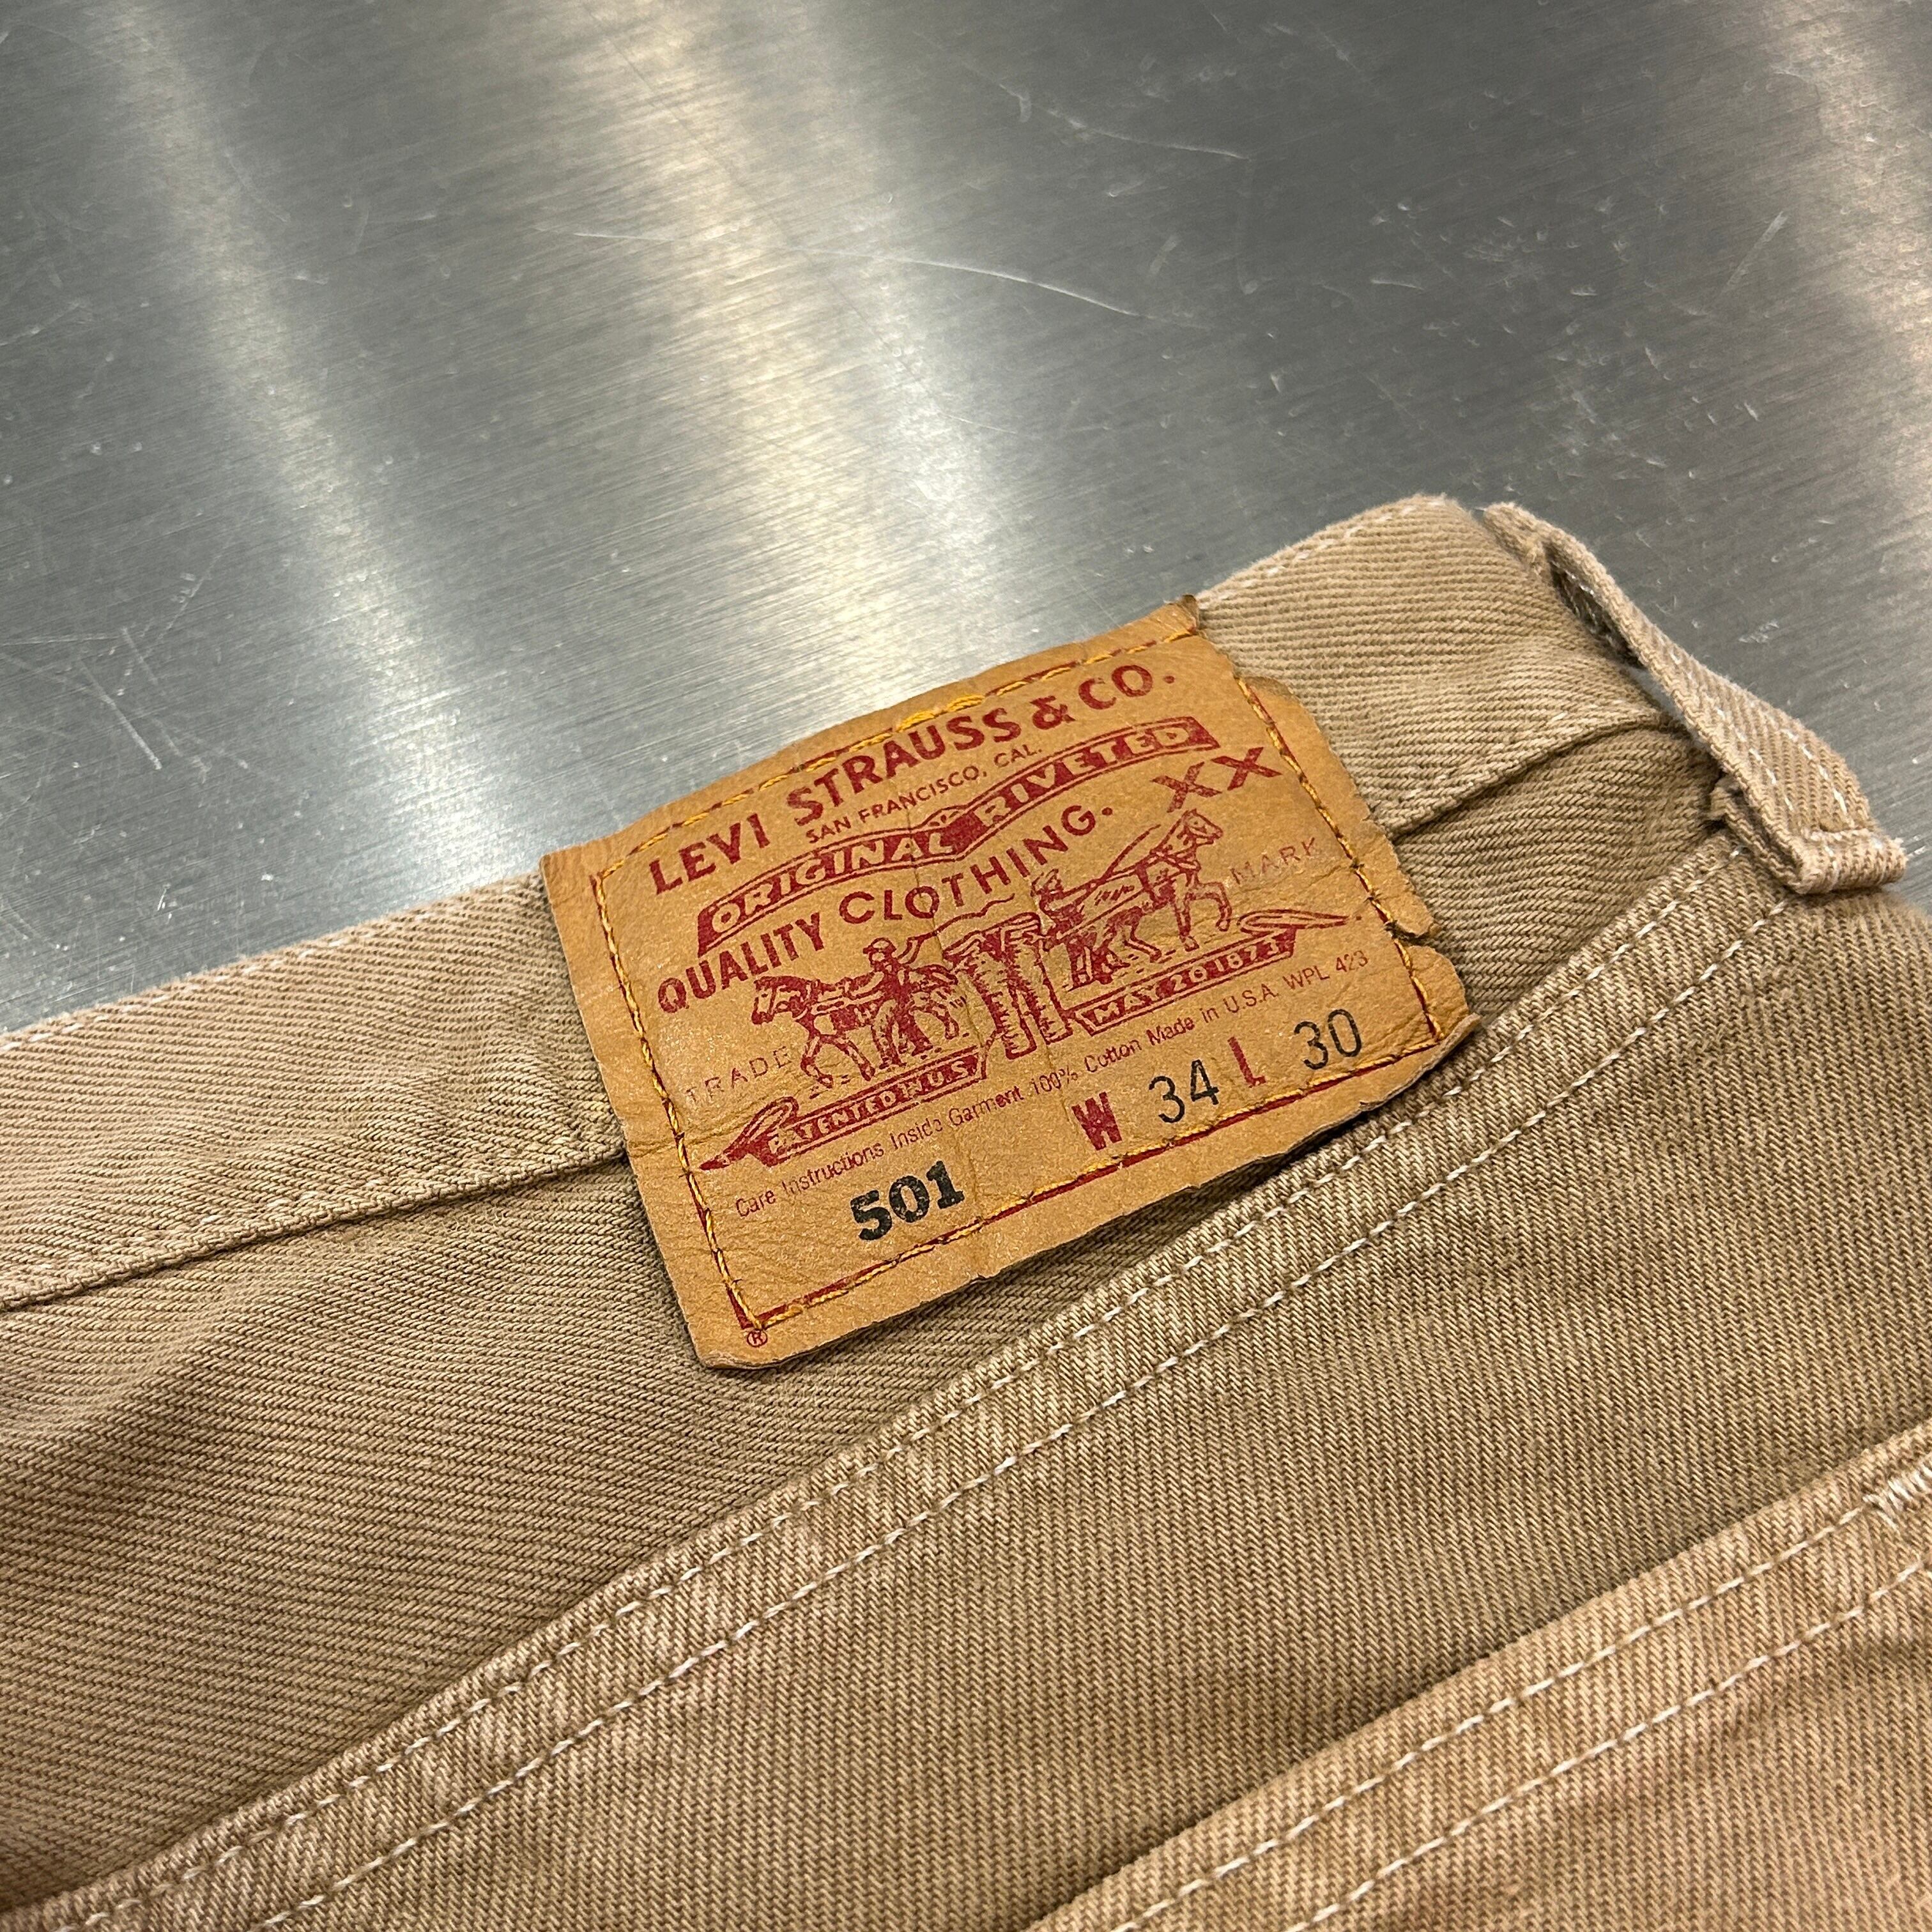 LEVI STRAUSS & CO.
SAN FRANCISCO, CAL.
ORIGINAL RIVETED
QUALITY CLOTHING. XX
TRADE MARK
PATENTED IN U.S. MAY 20 1873
Care Instructions Inside Garment 100% Cotton Made in U.S.A. WPL 423
501 W 34 L 30
®